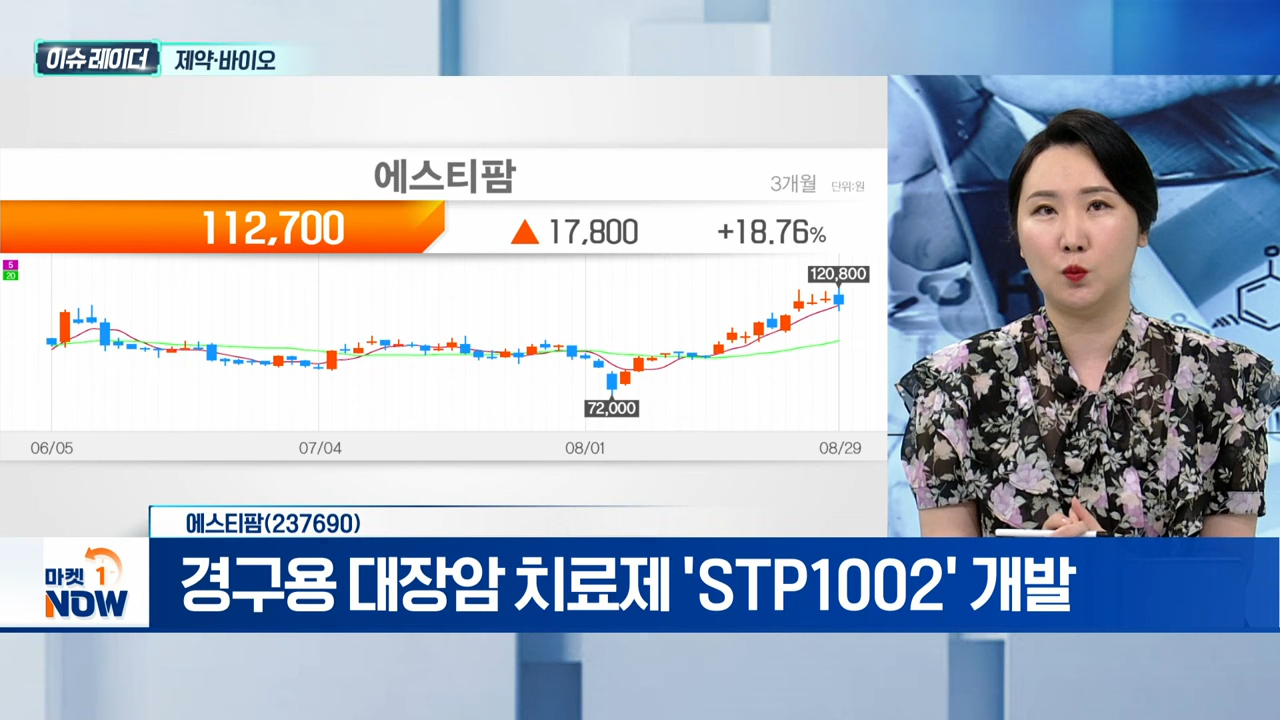 이슈 레이더 제약·바이오
에스티팜
3개월 단위:원
112,700 ▲ 17,800 +18.76%
5
20
120,800
72,000
06/05 07/04 08/01 08/29
에스티팜(237690)
마켓 1
NOW
경구용 대장암 치료제 'STP1002' 개발